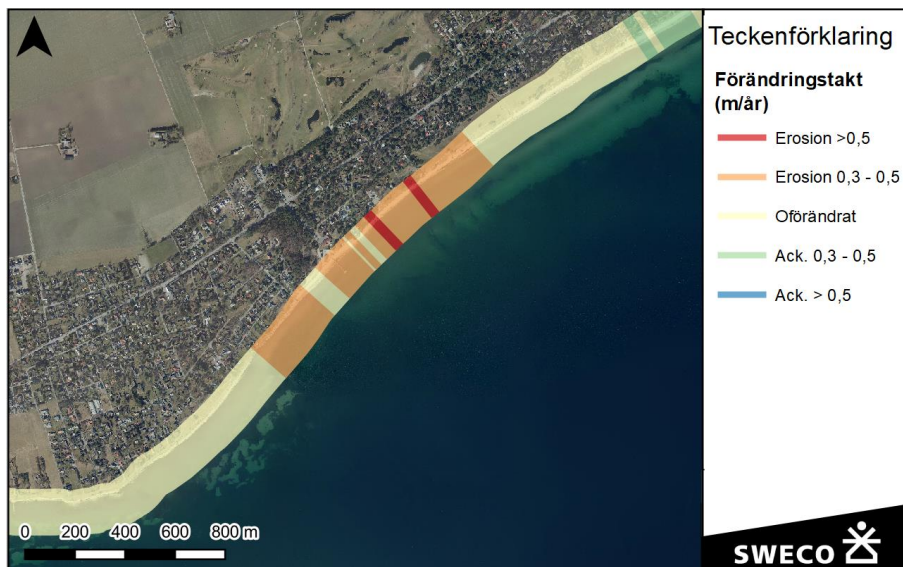 Teckenförklaring
Förändringstakt
(m/år)
Erosion >0,5
Erosion 0,3 - 0,5
Oförändrat
Ack. 0,3 - 0,5
Ack. > 0,5
0 200 400 600 800 m
SWECO